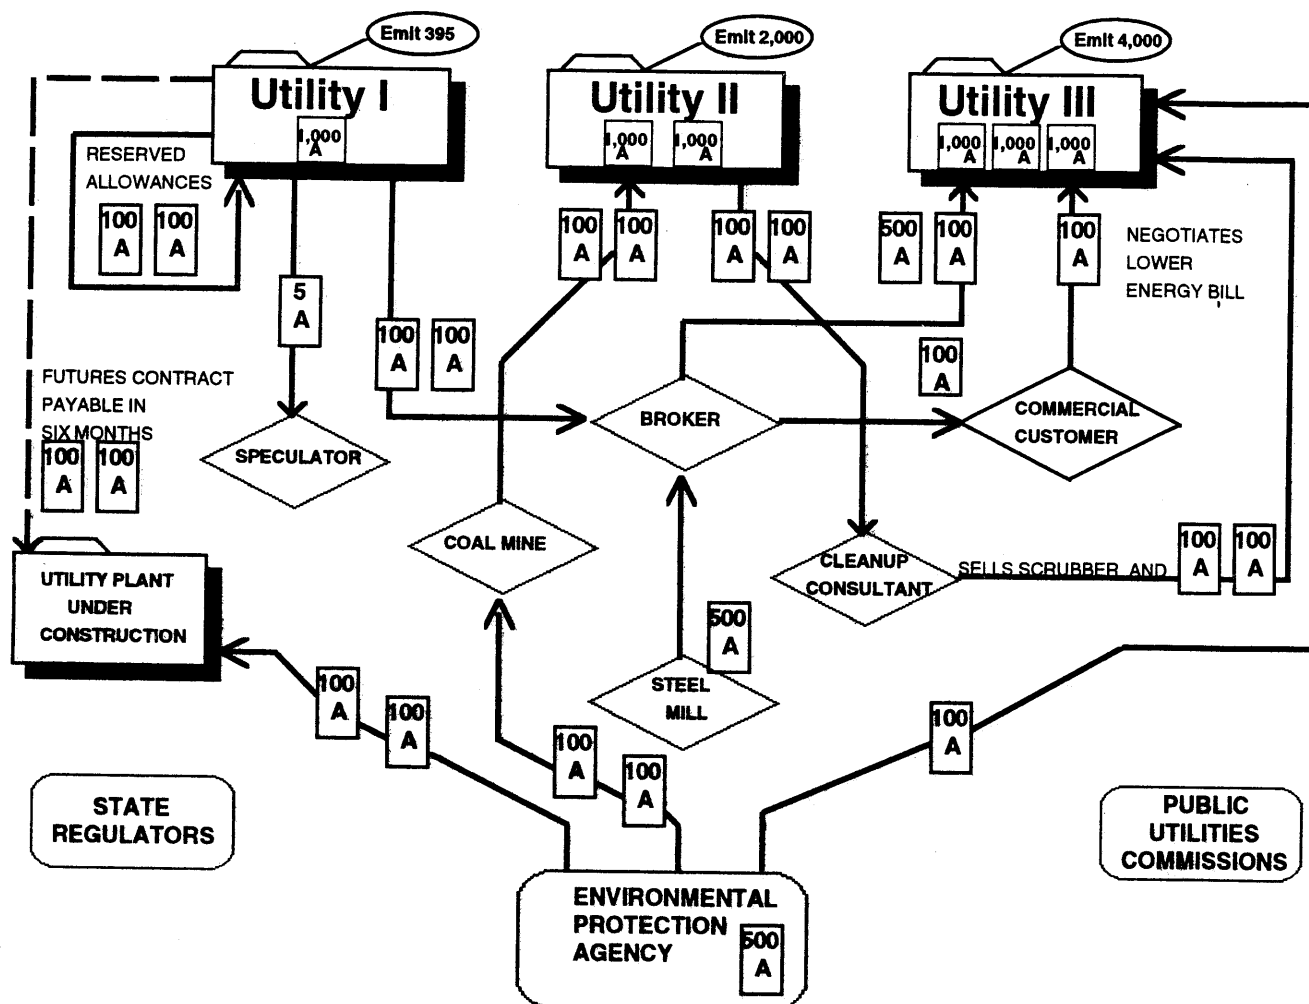 Emit 395
Emit 2,000
Emit 4,000
Utility I
1,000
A
Utility II
1,000
A
1,000
A
Utility III
1,000
A
1,000
A
1,000
A
RESERVED
ALLOWANCES
100
A
100
A
5
A
100
A
100
A
100
A
100
A
100
A
100
A
500
A
100
A
100
A
NEGOTIATES
LOWER
ENERGY BILL
100
A
FUTURES CONTRACT
PAYABLE IN
SIX MONTHS
100
A
100
A
SPECULATOR
BROKER
COMMERCIAL
CUSTOMER
COAL MINE
CLEANUP
CONSULTANT
SELLS SCRUBBER AND
100
A
100
A
UTILITY PLANT
UNDER
CONSTRUCTION
500
A
STEEL
MILL
100
A
100
A
100
A
100
A
100
A
STATE
REGULATORS
PUBLIC
UTILITIES
COMMISSIONS
ENVIRONMENTAL
PROTECTION
AGENCY
500
A